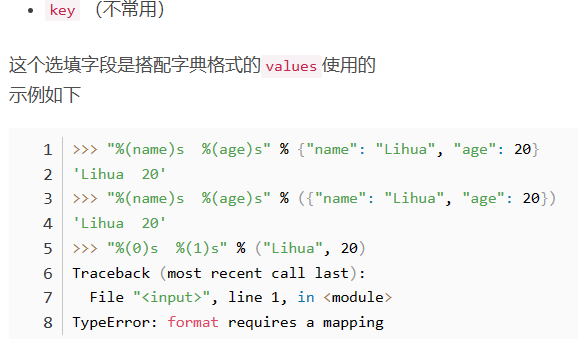 • key （不常用）
这个选填字段是搭配字典格式的values使用的
示例如下
1 >>> "%(name)s  %(age)s" % {"name": "Lihua", "age": 20}
2 'Lihua  20'
3 >>> "%(name)s  %(age)s" % ({"name": "Lihua", "age": 20})
4 'Lihua  20'
5 >>> "%(0)s  %(1)s" % ("Lihua", 20)
6 Traceback (most recent call last):
7   File "<input>", line 1, in <module>
8 TypeError: format requires a mapping